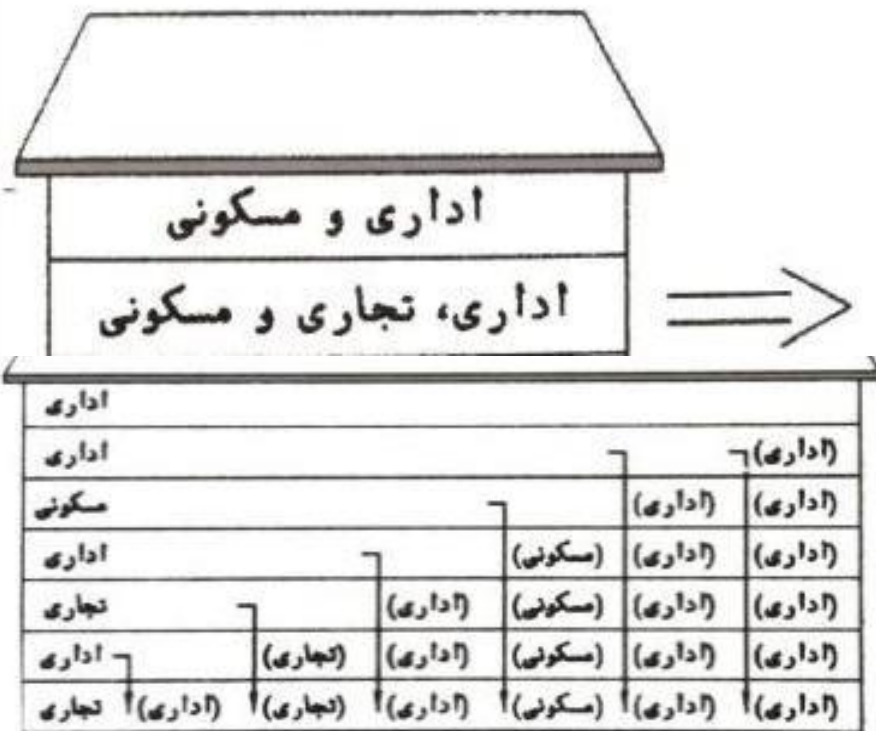 اداری و مسکونی
اداری، تجاری و مسکونی
اداری
اداری (اداری)
مسکونی (اداری) (اداری)
اداری (مسکونی) (اداری) (اداری)
تجاری (اداری) (مسکونی) (اداری) (اداری)
اداری (تجاری) (اداری) (مسکونی) (اداری) (اداری)
تجاری (اداری) (تجاری) (اداری) (مسکونی) (اداری) (اداری)